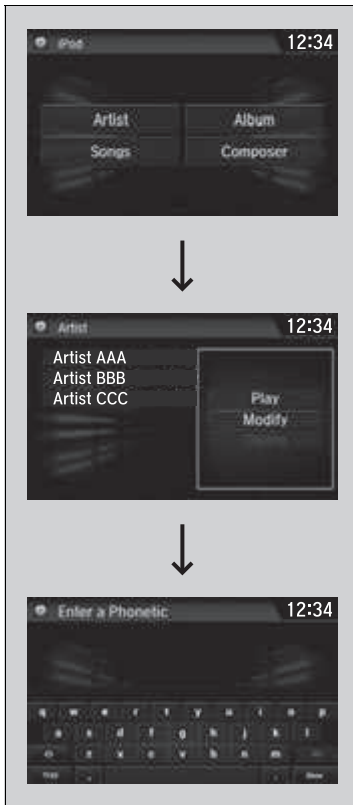 iPod 12:34
Artist Album
Songs Composer
Artist 12:34
Artist AAA
Artist BBB
Artist CCC
Play
Modify
Enter a Phonetic 12:34
q w e r t y u i o p
a s d f g h j k l
z x c v b n m